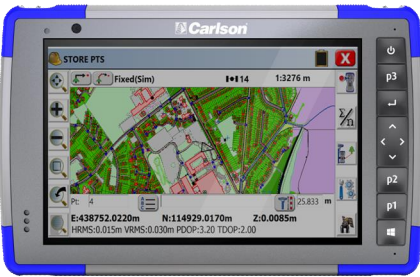 Carlson
STORE PTS
X
Fixed(Sim)
14
1:3276 m
p3
Σ/n
Pt: 4
25.833 m
E:438752.0220m N:114929.0170m Z:0.0085m
HRMS:0.015m VRMS:0.030m PDOP:3.20 TDOP:2.00
p2
p1